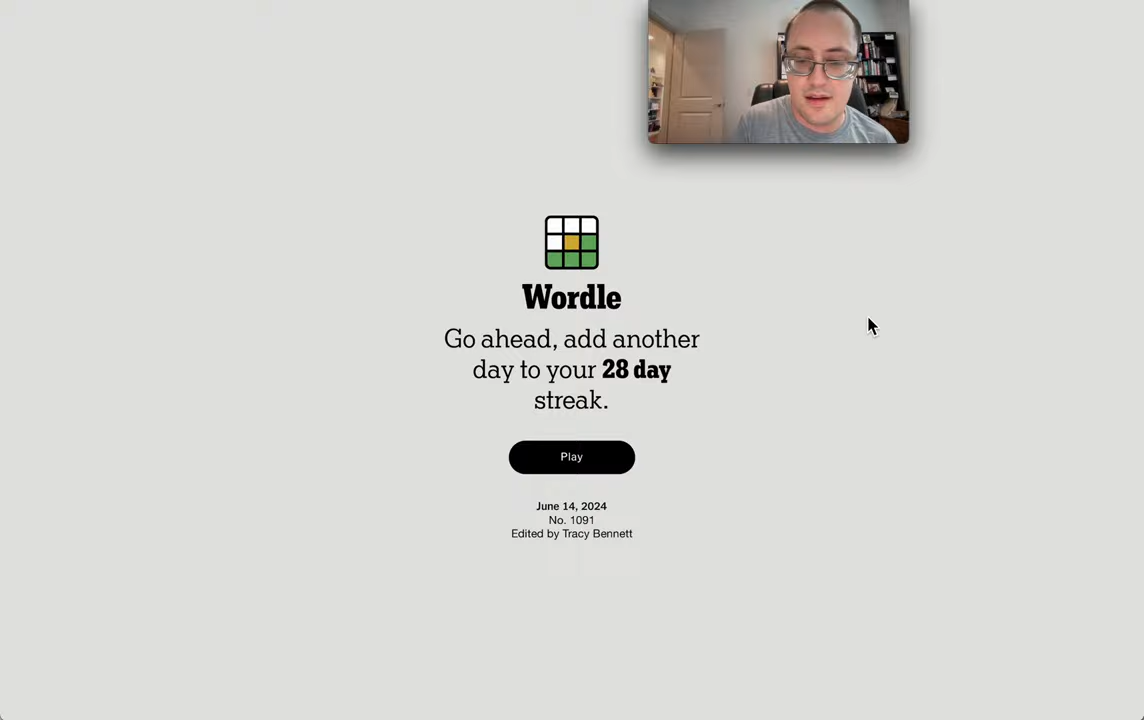 Wordle
Go ahead, add another
day to your 28 day
streak.
Play
June 14, 2024
No. 1091
Edited by Tracy Bennett